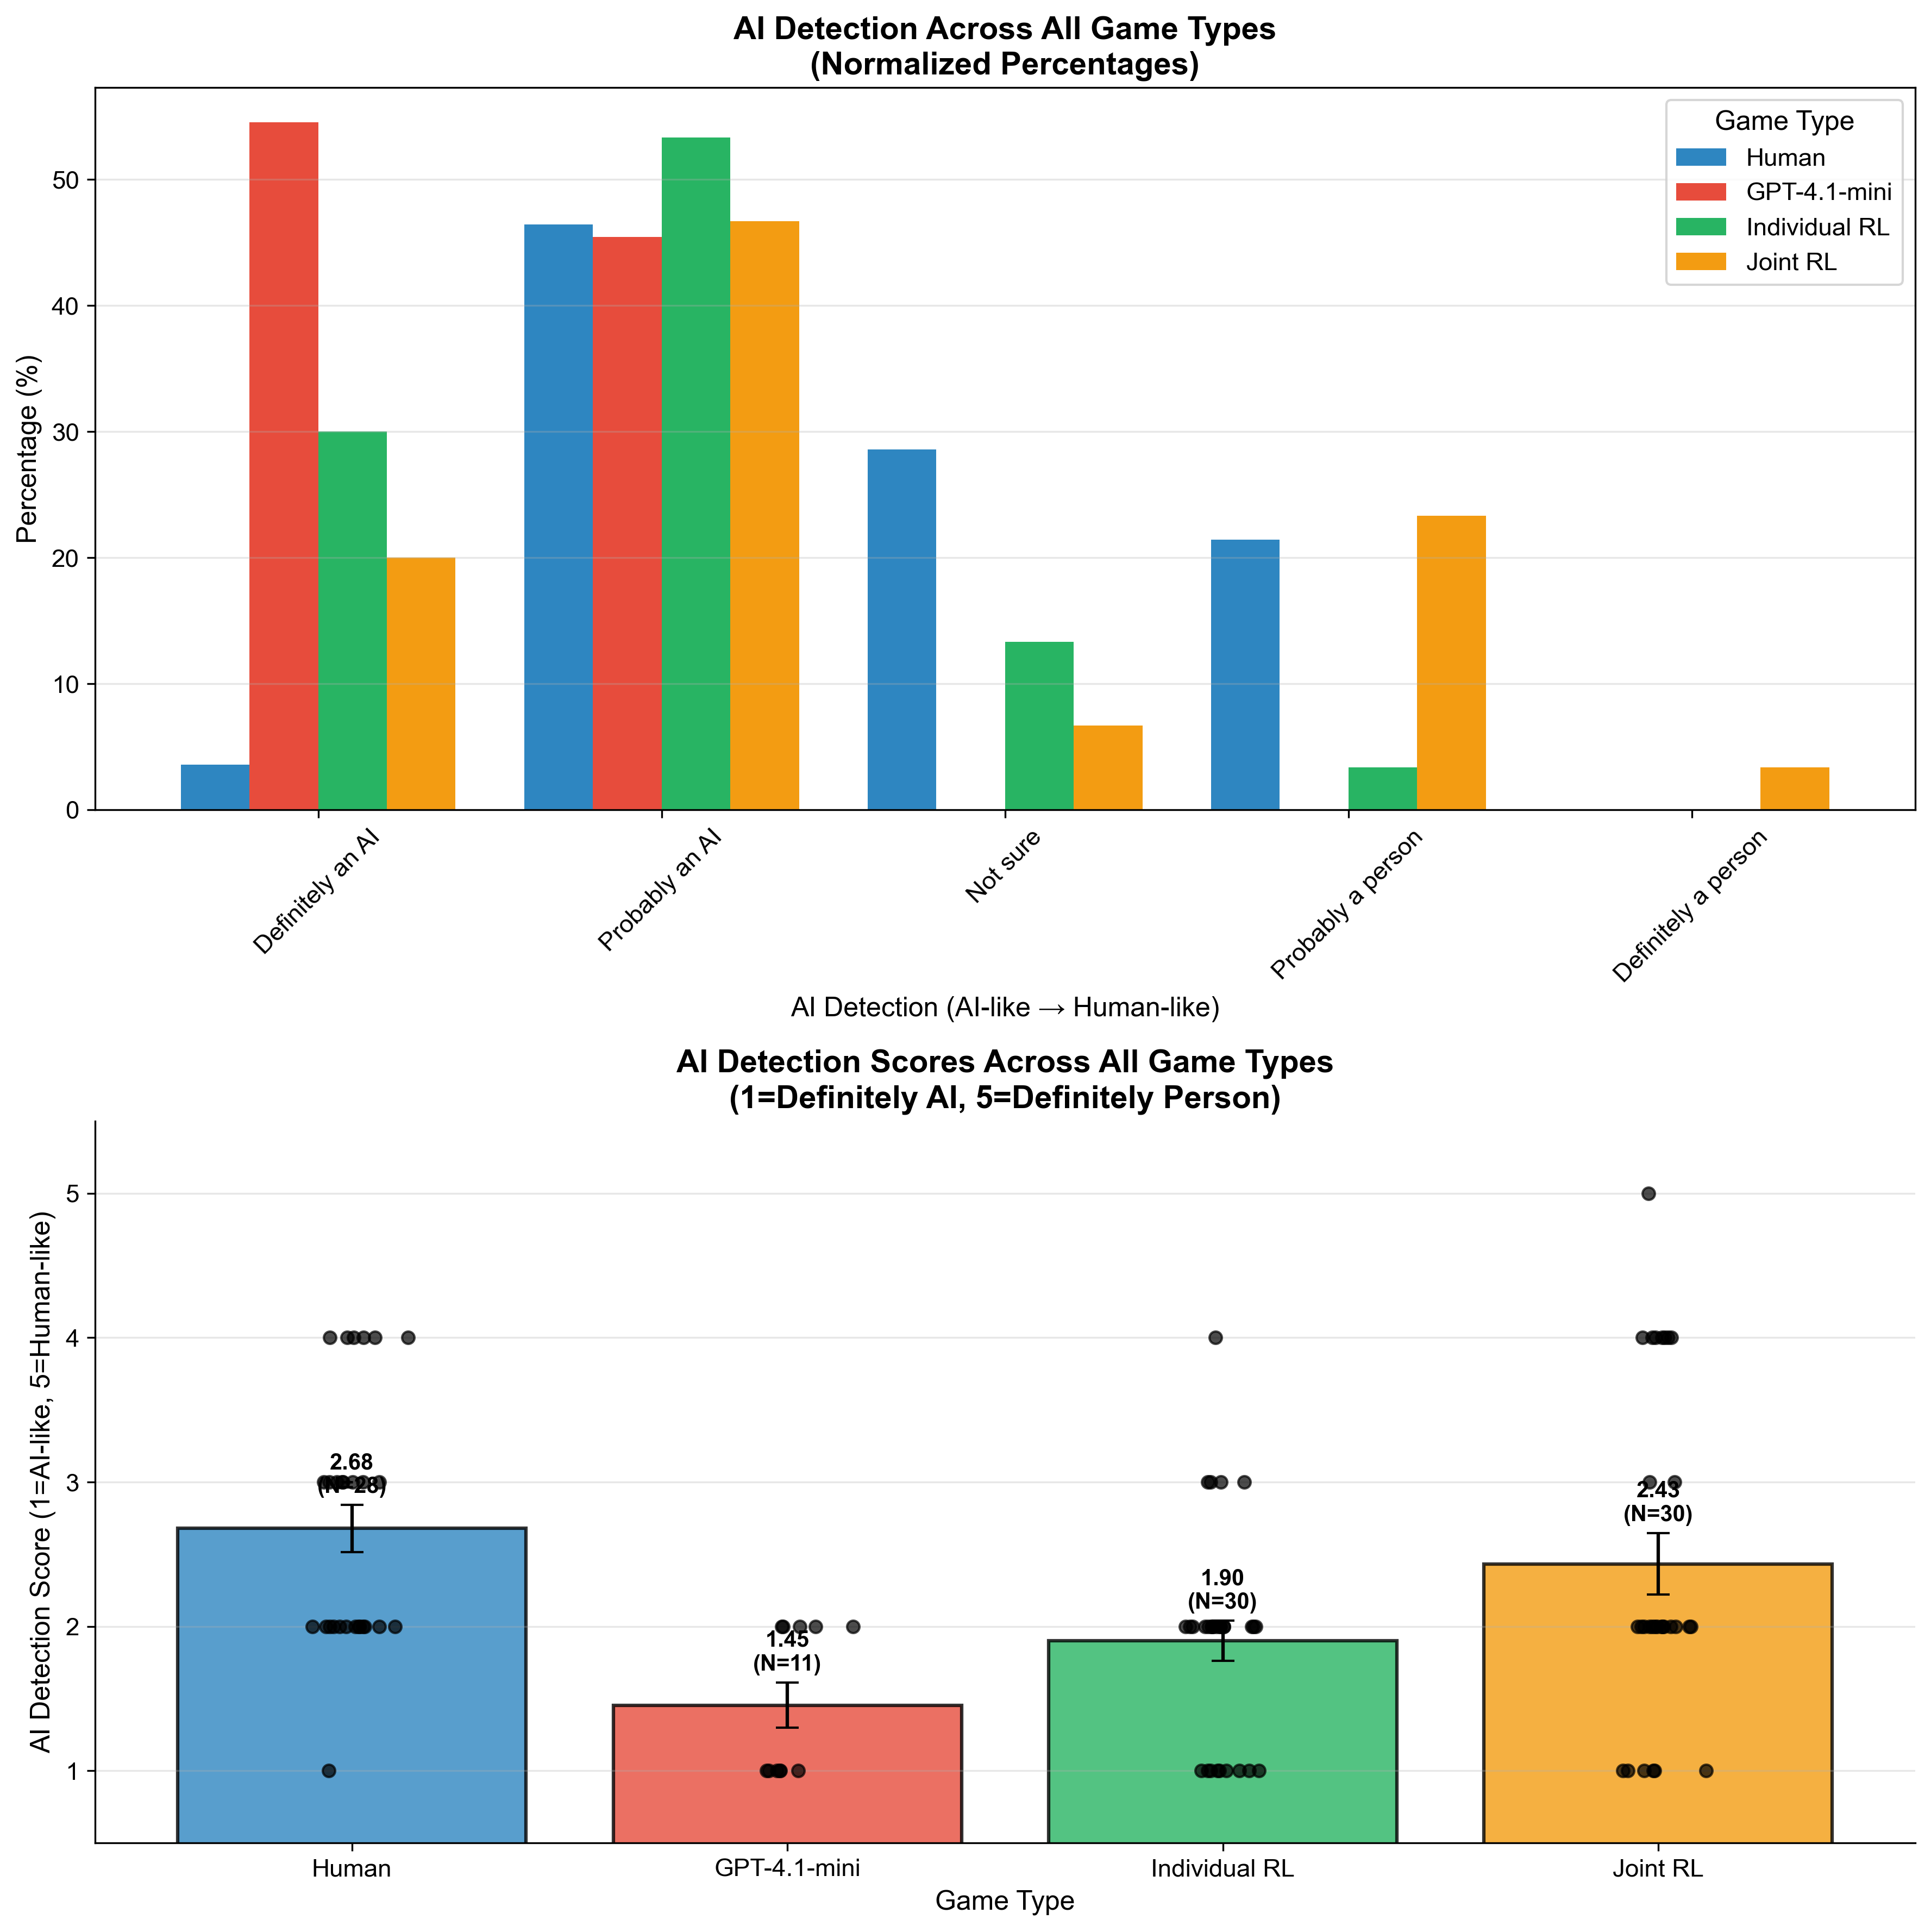 AI Detection Across All Game Types
(Normalized Percentages)
Percentage (%)
50
40
30
20
10
0
Game Type
Human
GPT-4.1-mini
Individual RL
Joint RL
Definitely an AI
Probably an AI
Not sure
Probably a person
Definitely a person
AI Detection (AI-like → Human-like)
AI Detection Scores Across All Game Types
(1=Definitely AI, 5=Definitely Person)
AI Detection Score (1=AI-like, 5=Human-like)
5
4
3
2
1
2.68
(N=28)
1.45
(N=11)
1.90
(N=30)
2.43
(N=30)
Human
GPT-4.1-mini
Individual RL
Joint RL
Game Type